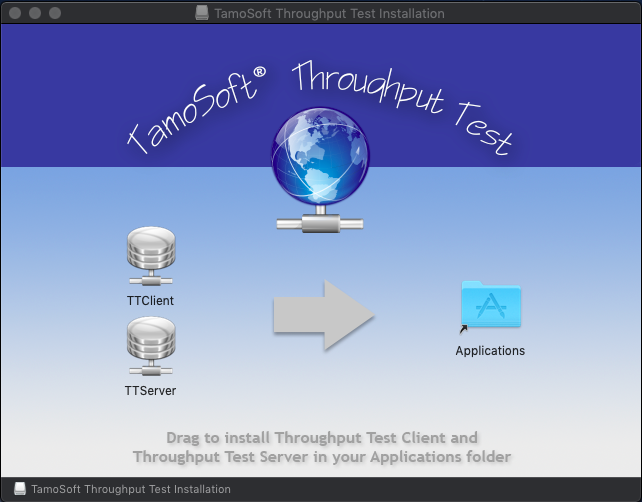 TamoSoft Throughput Test Installation
TamoSoft® Throughput Test
TTClient
TTServer
Applications
Drag to install Throughput Test Client and
Throughput Test Server in your Applications folder
TamoSoft Throughput Test Installation